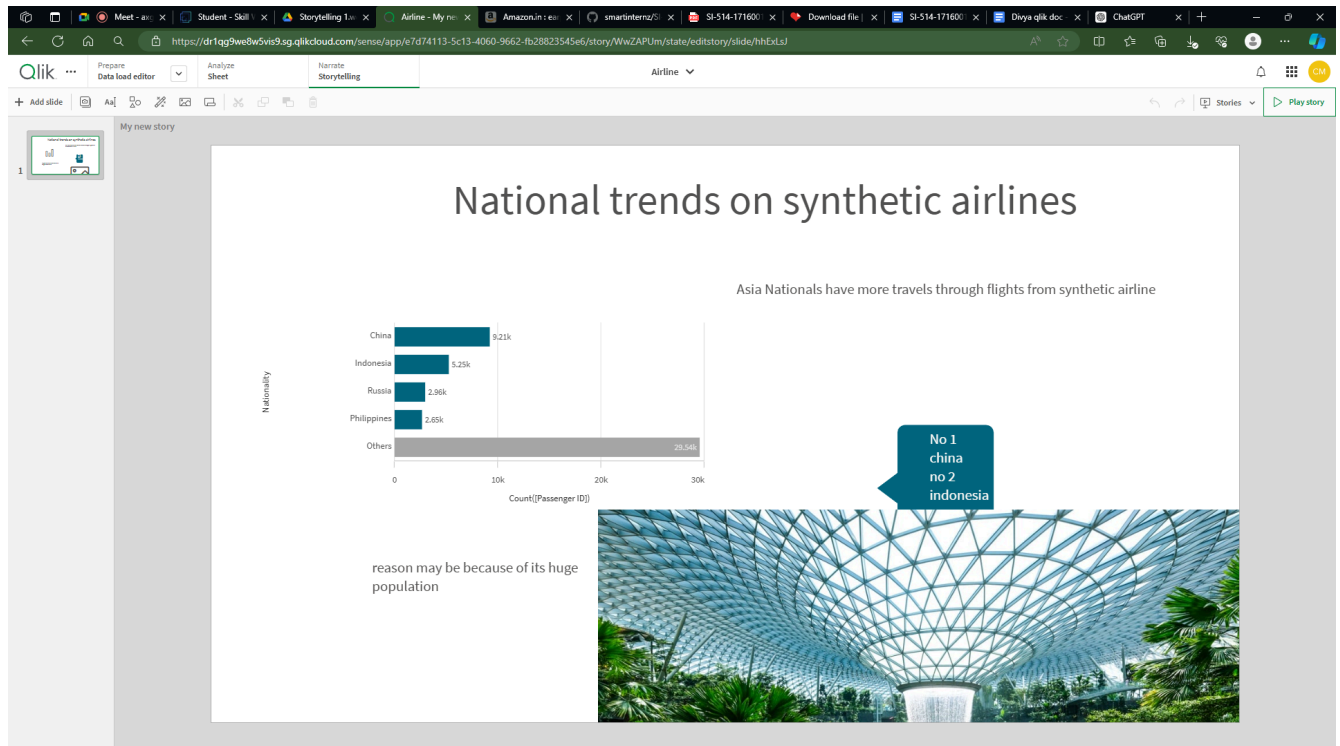 Meet - ax
Student - Skill
Storytelling 1.w
Airline - My ne
Amazon.in : ear
smartinternz/SI
SI-514-171600
Download file |
SI-514-171600
Divya qlik doc -
ChatGPT
https://dr1qg9we8w5vis9.sg.qlikcloud.com/sense/app/e7d74113-5c13-4060-9662-fb28823545e6/story/WwZAPUm/state/editstory/slide/hhExLsJ
Qlik
Prepare
Data load editor
Analyze
Sheet
Narrate
Storytelling
Airline
CM
Add slide
Stories
Play story
My new story
1
National trends on synthetic airlines
Asia Nationals have more travels through flights from synthetic airline
Nationality
China
9.21k
Indonesia
5.25k
Russia
2.96k
Philippines
2.65k
Others
29.54k
0
10k
20k
30k
Count([Passenger ID])
No 1
china
no 2
indonesia
reason may be because of its huge
population